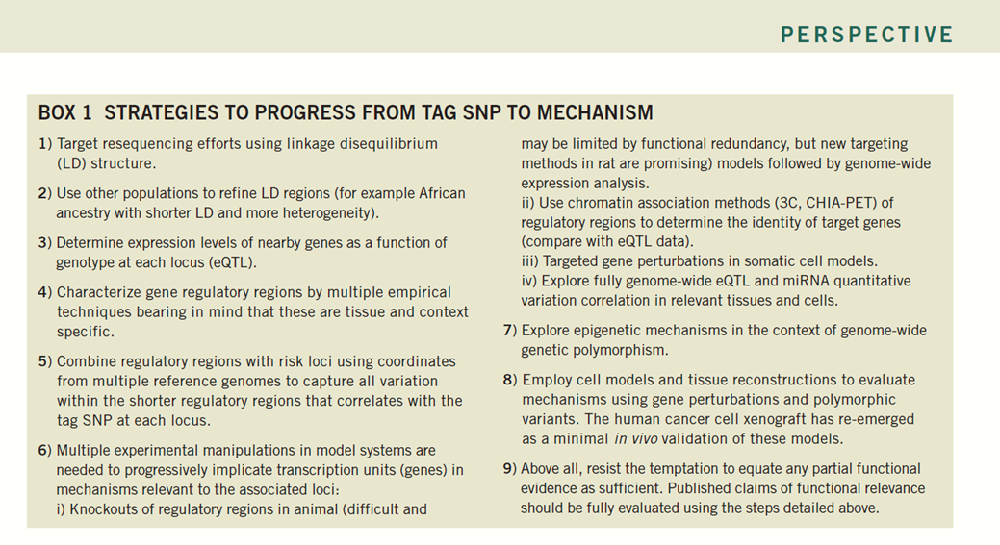 PERSPECTIVE
BOX 1 STRATEGIES TO PROGRESS FROM TAG SNP TO MECHANISM
1) Target resequencing efforts using linkage disequilibrium
(LD) structure.
2) Use other populations to refine LD regions (for example African
ancestry with shorter LD and more heterogeneity).
3) Determine expression levels of nearby genes as a function of
genotype at each locus (eQTL).
4) Characterize gene regulatory regions by multiple empirical
techniques bearing in mind that these are tissue and context
specific.
5) Combine regulatory regions with risk loci using coordinates
from multiple reference genomes to capture all variation
within the shorter regulatory regions that correlates with the
tag SNP at each locus.
6) Multiple experimental manipulations in model systems are
needed to progressively implicate transcription units (genes) in
mechanisms relevant to the associated loci:
i) Knockouts of regulatory regions in animal (difficult and
may be limited by functional redundancy, but new targeting
methods in rat are promising) models followed by genome-wide
expression analysis.
ii) Use chromatin association methods (3C, CHIA-PET) of
regulatory regions to determine the identity of target genes
(compare with eQTL data).
iii) Targeted gene perturbations in somatic cell models.
iv) Explore fully genome-wide eQTL and miRNA quantitative
variation correlation in relevant tissues and cells.
7) Explore epigenetic mechanisms in the context of genome-wide
genetic polymorphism.
8) Employ cell models and tissue reconstructions to evaluate
mechanisms using gene perturbations and polymorphic
variants. The human cancer cell xenograft has re-emerged
as a minimal in vivo validation of these models.
9) Above all, resist the temptation to equate any partial functional
evidence as sufficient. Published claims of functional relevance
should be fully evaluated using the steps detailed above.